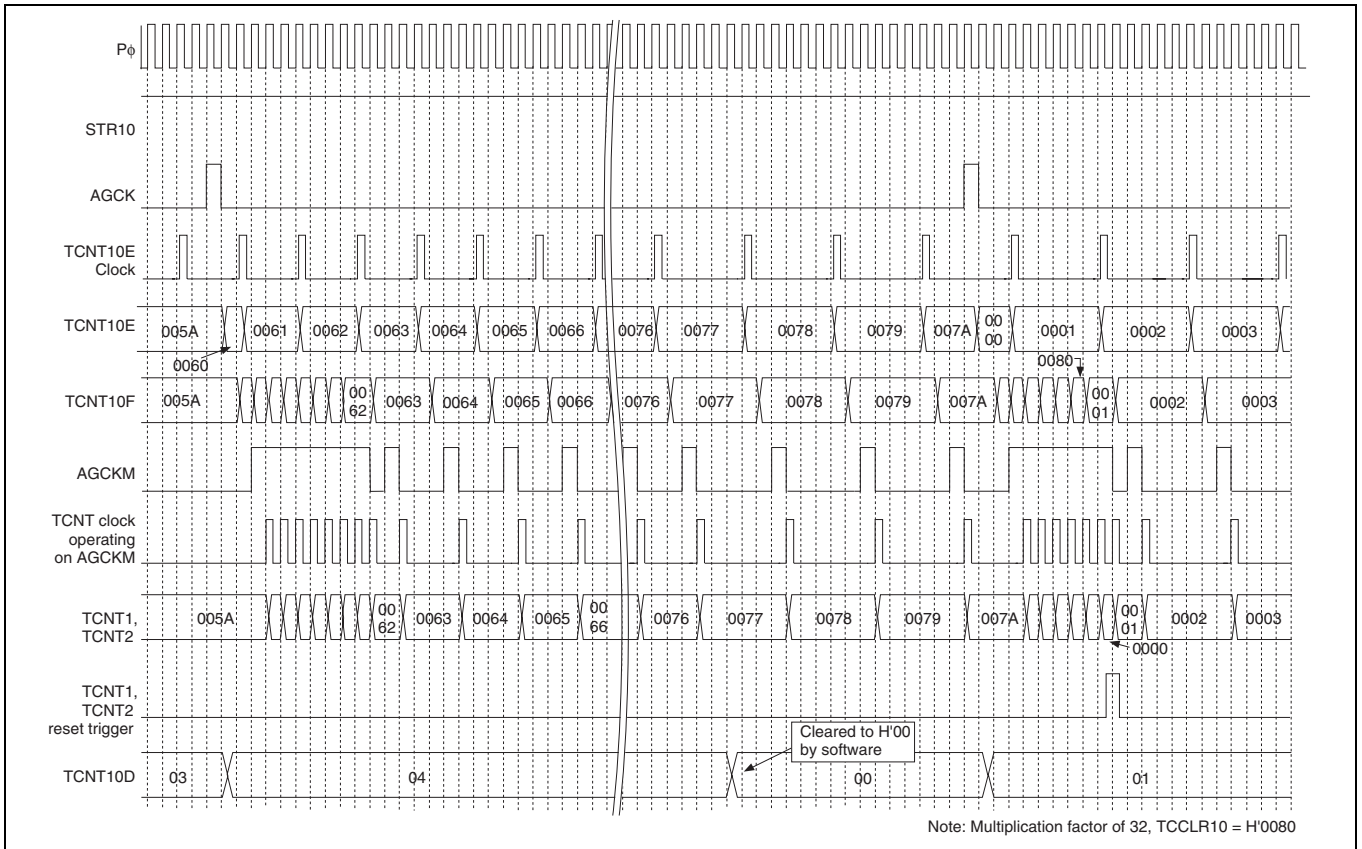 Pφ
STR10
AGCK
TCNT10E
Clock
TCNT10E
005A
0061
0062
0063
0064
0065
0066
0076
0077
0078
0079
007A
00
00
0001
0002
0003
0060
0080
TCNT10F
005A
00
62
0063
0064
0065
0066
0076
0077
0078
0079
007A
00
01
0002
0003
AGCKM
TCNT clock
operating
on AGCKM
TCNT1,
TCNT2
005A
00
62
0063
0064
0065
00
66
0076
0077
0078
0079
007A
00
01
0002
0003
0000
TCNT1,
TCNT2
reset trigger
Cleared to H'00
by software
TCNT10D
03
04
00
01
Note: Multiplication factor of 32, TCCLR10 = H'0080